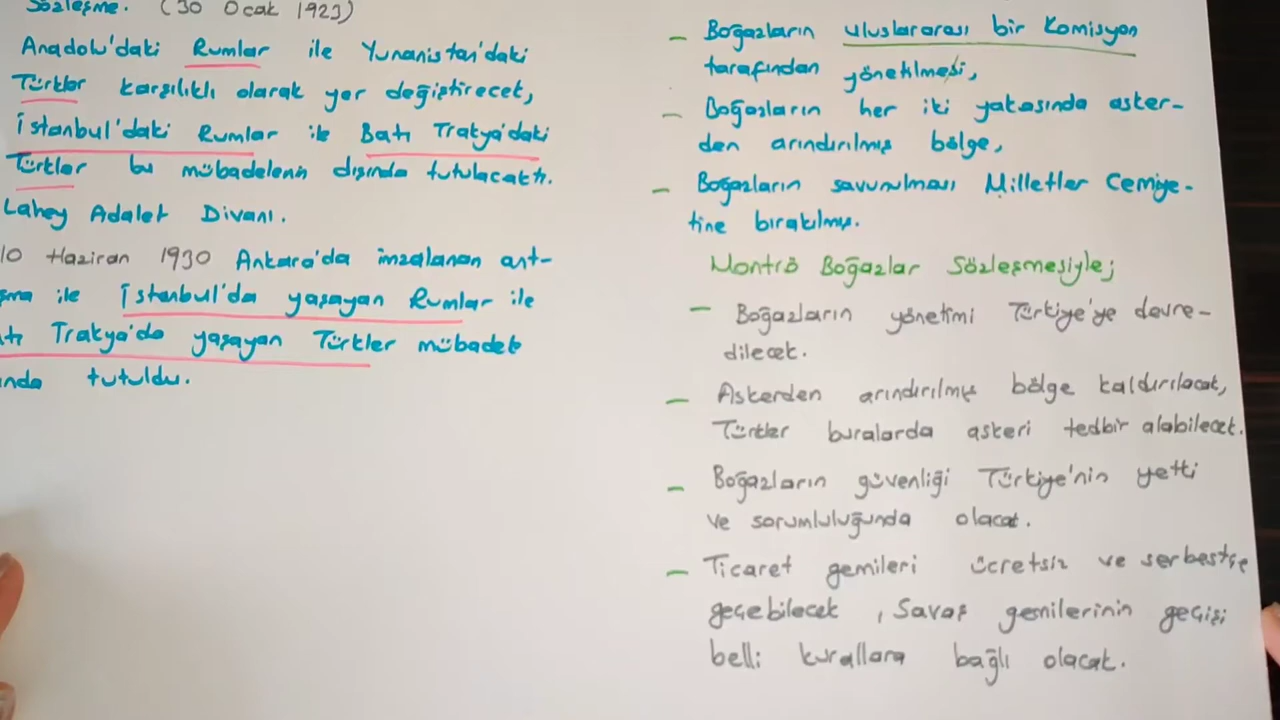 Sözleşme. (30 Ocak 1923)
Anadolu'daki Rumlar ile Yunanistan'daki
Türkler karşılıklı olarak yer değiştirecek,
İstanbul'daki Rumlar ile Batı Trakya'daki
Türkler bu mübadelenin dışında tutulacaktı.
Lahey Adalet Divanı.
10 Haziran 1930 Ankara'da imzalanan ant-
ile İstanbul'da yaşayan Rumlar ile
Trakya'da yaşayan Türkler mübadele
tutuldu.
- Boğazların uluslararası bir Komisyon
tarafından yönetilmesi,
- Boğazların her iki yakasında asker-
den arındırılmış bölge,
- Boğazların savunulması Milletler Cemiye-
tine bırakılmış.
Montrö Boğazlar Sözleşmesiyle;
- Boğazların yönetimi Türkiye'ye devre-
dilecek.
- Askerden arındırılmış bölge kaldırılacak,
Türkler buralarda askeri tedbir alabilecek.
- Boğazların güvenliği Türkiye'nin yetki
ve sorumluluğunda olacak.
- Ticaret gemileri ücretsiz ve serbestçe
geçebilecek, Savaş gemilerinin geçişi
belli kurallara bağlı olacak.